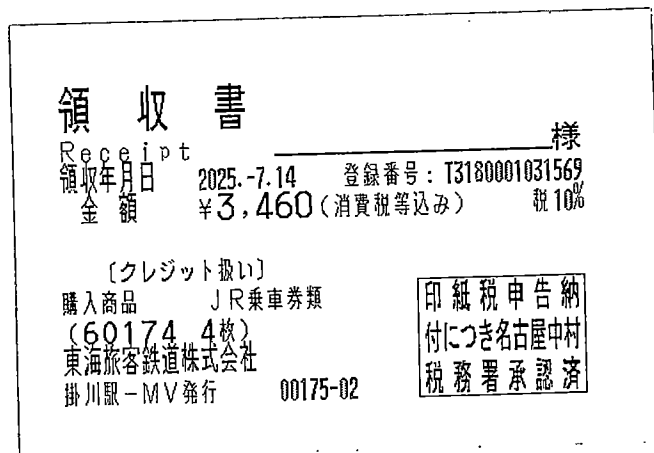 領収書
Receipt
様
領収年月日 2025.-7.14 登録番号：T3180001031569
金額 ¥3,460(消費税等込み) 税10%
〔クレジット扱い〕
購入商品 JR乗車券類
(60174 4枚)
東海旅客鉄道株式会社
掛川駅-MV発行 00175-02
印紙税申告納
付につき名古屋中村
税務署承認済